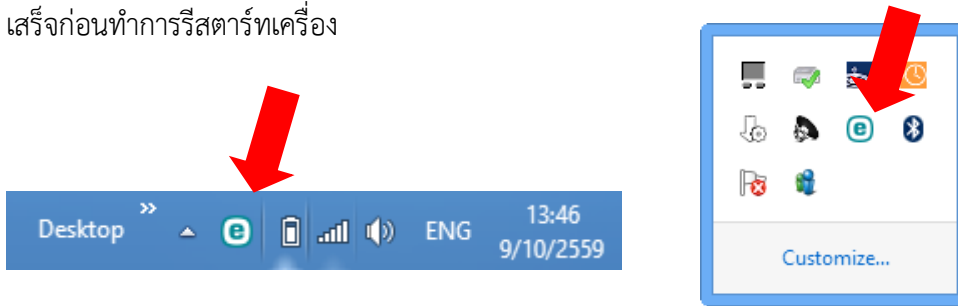 เสร็จก่อนทำการรีสตาร์ทเครื่อง
Desktop » e ENG 13:46
9/10/2559
e
Customize...